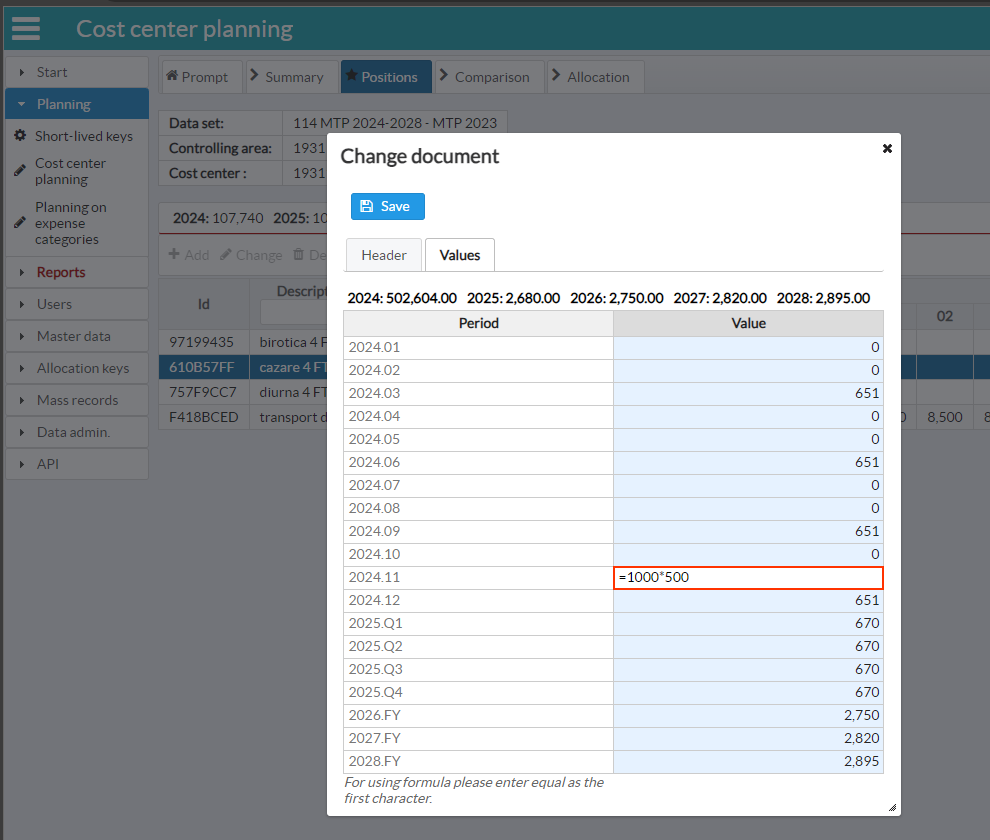 Cost center planning
Start
Planning
Short-lived keys
Cost center
planning
Planning on
expense
categories
Reports
Users
Master data
Allocation keys
Mass records
Data admin.
API
Prompt
Summary
Positions
Comparison
Allocation
Data set: 114 MTP 2024-2028 - MTP 2023
Controlling area: 1931
Cost center : 1931
2024: 107,740 2025: 10
Add Change De
Id Descript 02
97199435 birotica 4 F
610B57FF cazare 4 FT
757F9CC7 diurna 4 FT
F418BCED transport d 0 8,500 8
Change document
Save
Header Values
2024: 502,604.00 2025: 2,680.00 2026: 2,750.00 2027: 2,820.00 2028: 2,895.00
Period Value
2024.01 0
2024.02 0
2024.03 651
2024.04 0
2024.05 0
2024.06 651
2024.07 0
2024.08 0
2024.09 651
2024.10 0
2024.11 =1000*500
2024.12 651
2025.Q1 670
2025.Q2 670
2025.Q3 670
2025.Q4 670
2026.FY 2,750
2027.FY 2,820
2028.FY 2,895
For using formula please enter equal as the
first character.